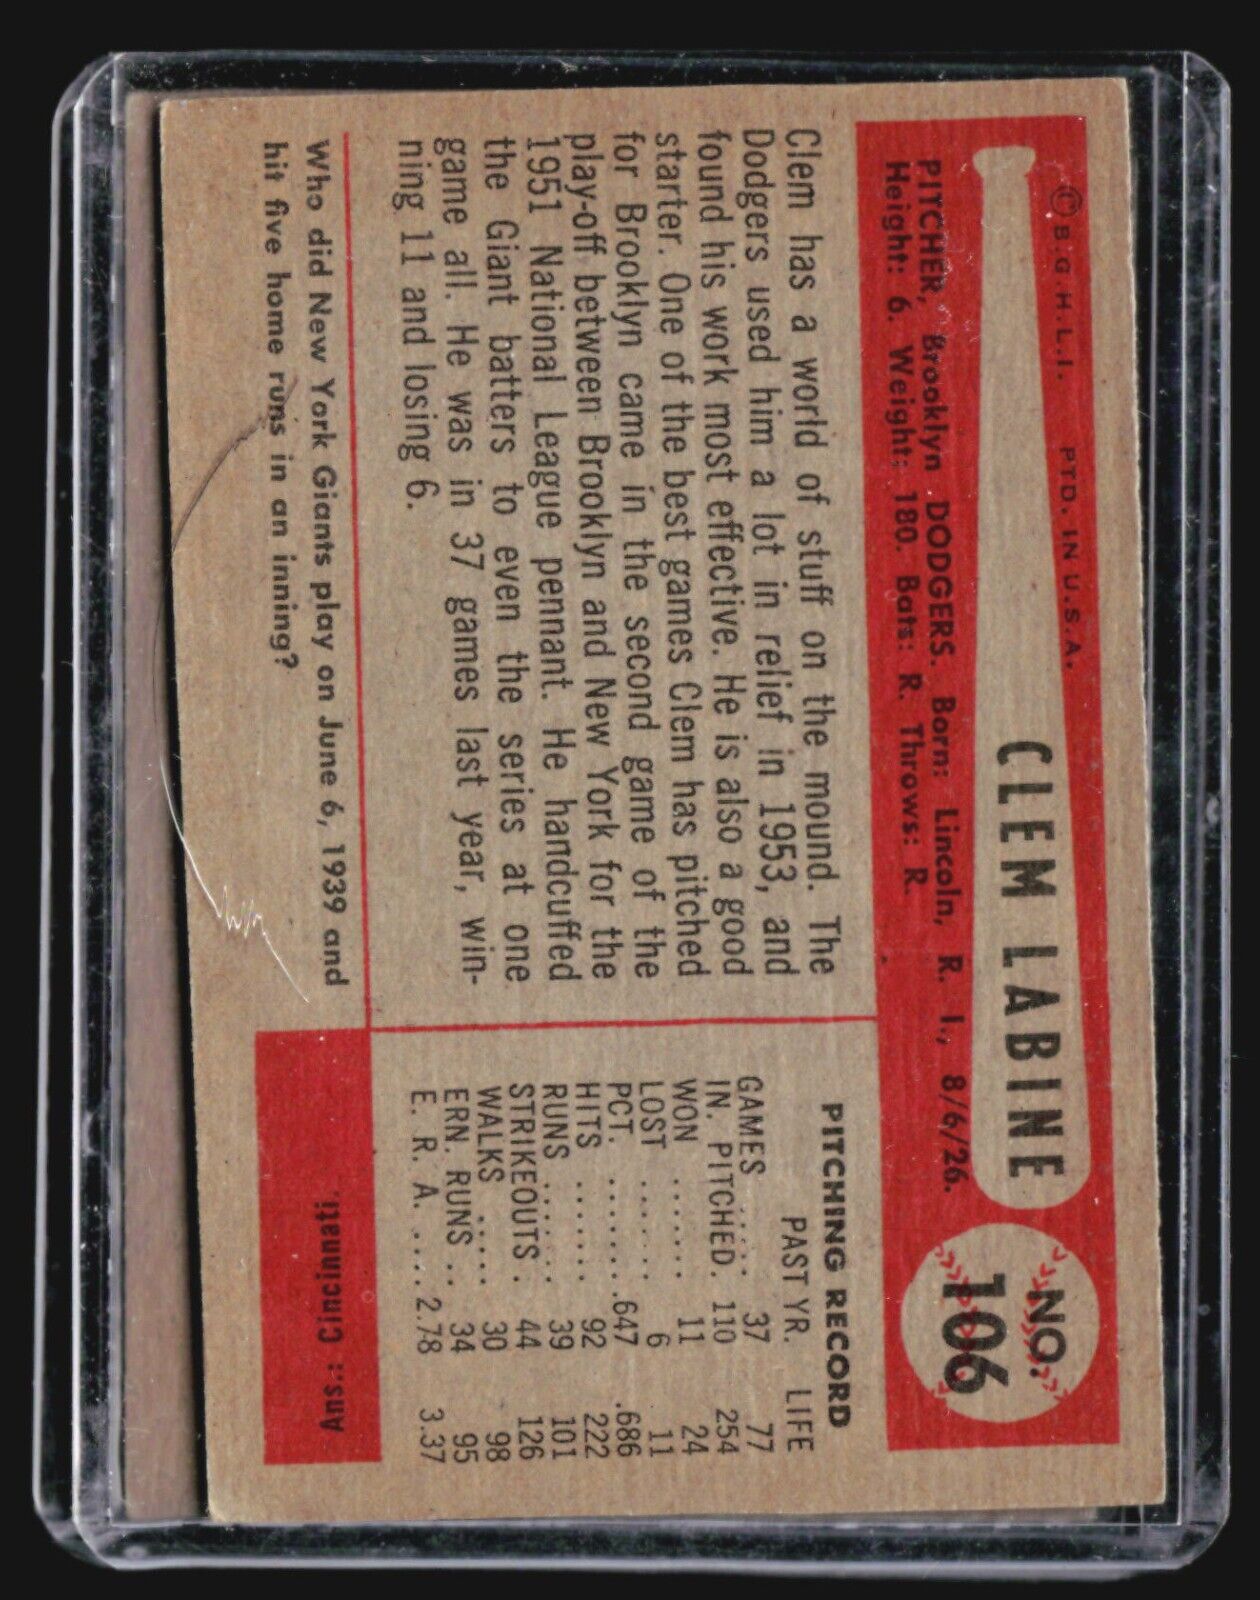 © B.G.H.L.I. PTD. IN U.S.A.
CLEM LABINE
NO.
106
PITCHER, Brooklyn DODGERS. Born: Lincoln, R. I., 8/6/26.
Height: 6. Weight: 180. Bats: R. Throws: R.
Clem has a world of stuff on the mound. The
Dodgers used him a lot in relief in 1953, and
found his work most effective. He is also a good
starter. One of the best games Clem has pitched
for Brooklyn came in the second game of the
play-off between Brooklyn and New York for the
1951 National League pennant. He handcuffed
the Giant batters to even the series at one
game all. He was in 37 games last year, win-
ning 11 and losing 6.
PITCHING RECORD
PAST YR. LIFE
GAMES ..... 37 77
IN. PITCHED. 110 254
WON ....... 11 24
LOST ...... 6 11
PCT. ...... .647 .686
HITS ...... 92 222
RUNS ...... 39 101
STRIKEOUTS . 44 126
WALKS ..... 30 98
ERN. RUNS .. 34 95
E. R. A. .... 2.78 3.37
Who did New York Giants play on June 6, 1939 and
hit five home runs in an inning?
Ans.: Cincinnati.